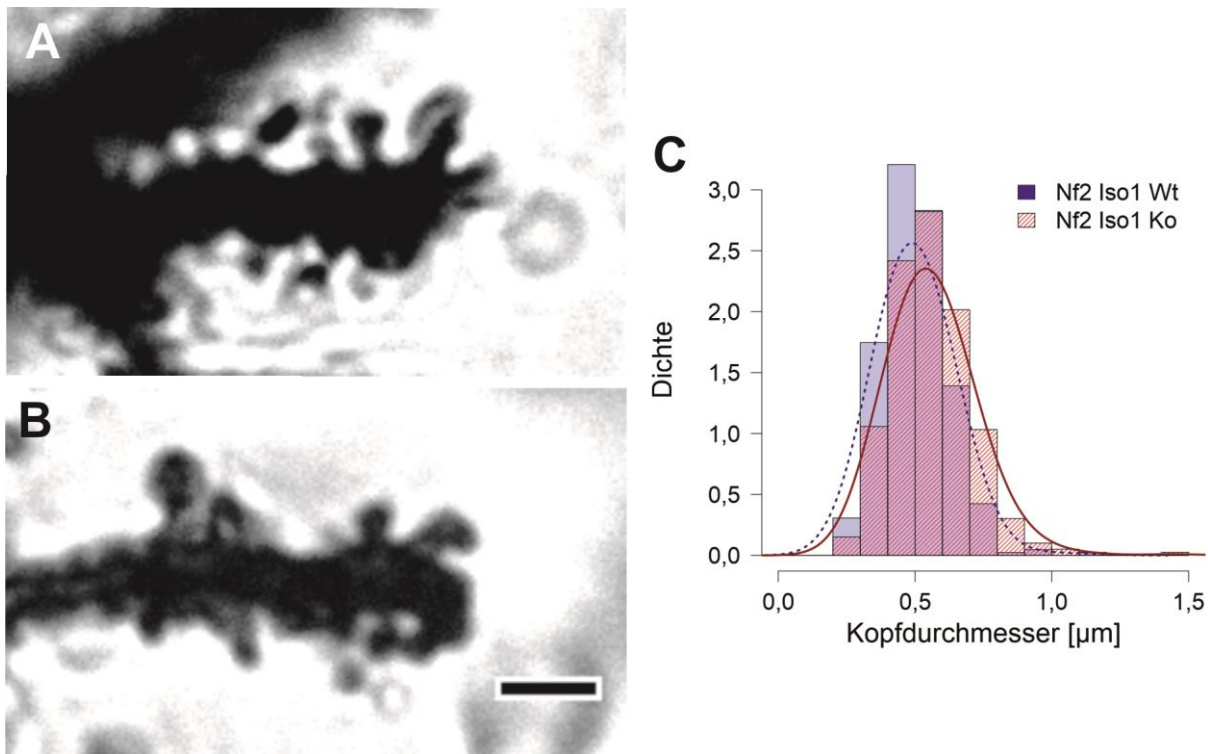 A
B
C
Nf2 Iso1 Wt
Nf2 Iso1 Ko
Dichte
3,0
2,5
2,0
1,5
1,0
0,5
0,0
0,0 0,5 1,0 1,5
Kopfdurchmesser [µm]